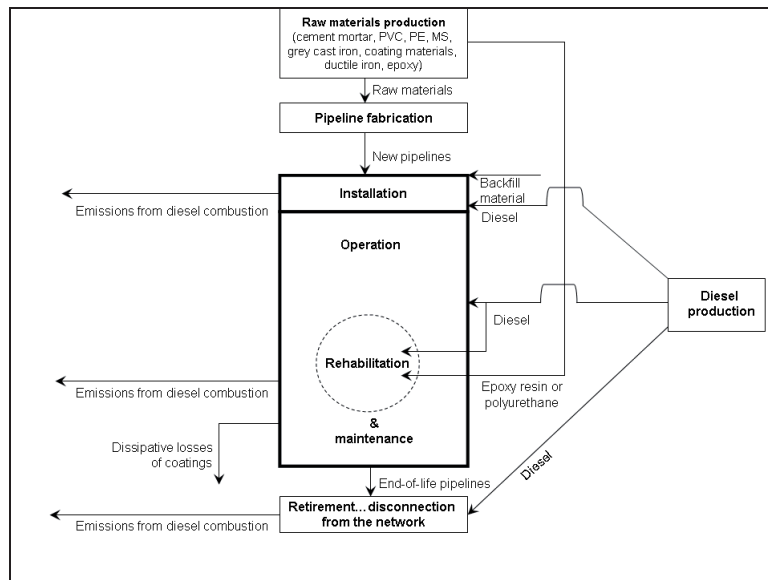 Raw materials production
(cement mortar, PVC, PE, MS,
grey cast iron, coating materials,
ductile iron, epoxy)
Raw materials
Pipeline fabrication
New pipelines
Installation
Backfill
material
Diesel
Emissions from diesel combustion
Operation
Diesel
production
Diesel
Rehabilitation
Emissions from diesel combustion
Epoxy resin or
polyurethane
&
maintenance
Dissipative losses
of coatings
End-of-life pipelines
Diesel
Retirement... disconnection
from the network
Emissions from diesel combustion